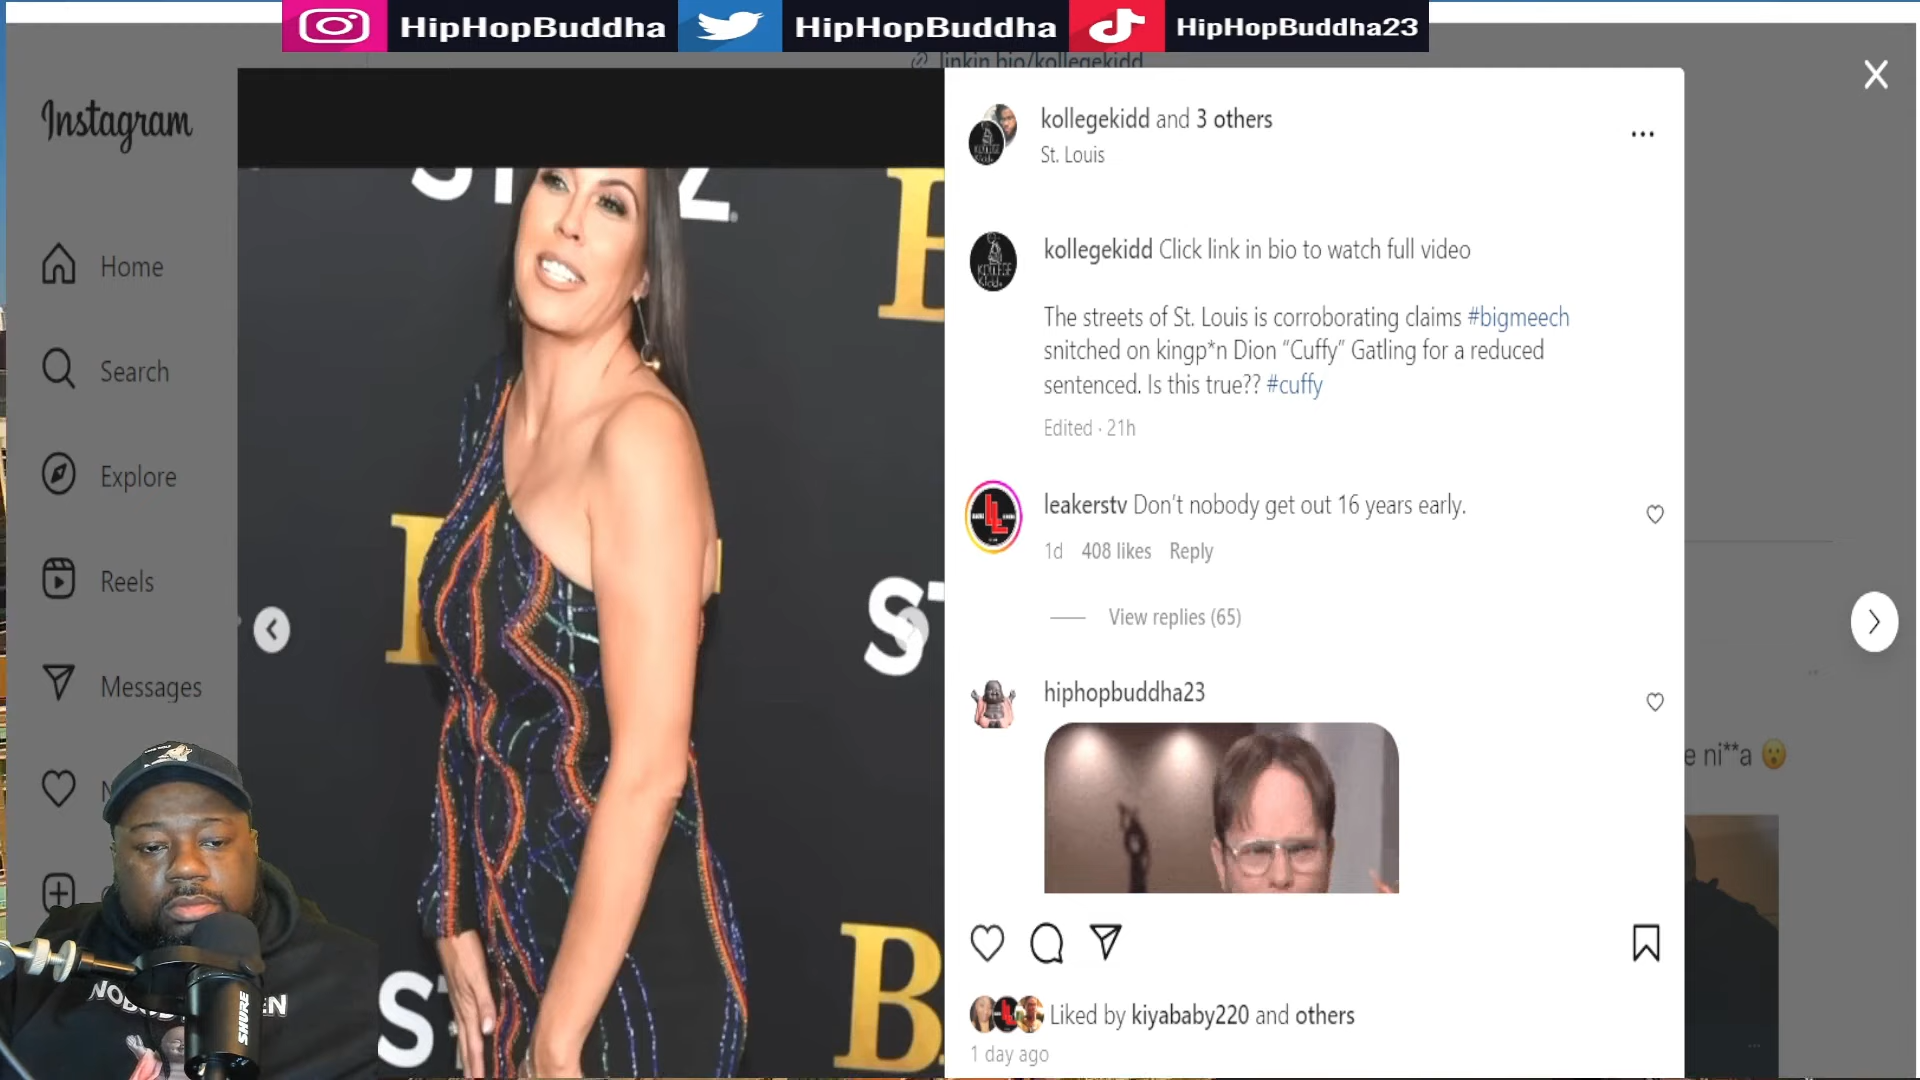 HipHopBuddha
HipHopBuddha
HipHopBuddha23
linkin.bio/kollegekidd
Instagram
Home
Search
Explore
Reels
Messages
N
ST Z
B
ST
B
ST
kollegekidd and 3 others
St. Louis
kollegekidd Click link in bio to watch full video
The streets of St. Louis is corroborating claims #bigmeech
snitched on kingp*n Dion “Cuffy” Gatling for a reduced
sentenced. Is this true?? #cuffy
Edited · 21h
leakerstv Don’t nobody get out 16 years early.
1d 408 likes Reply
View replies (65)
hiphopbuddha23
Liked by kiyababy220 and others
1 day ago
e ni**a 😮
SHURE